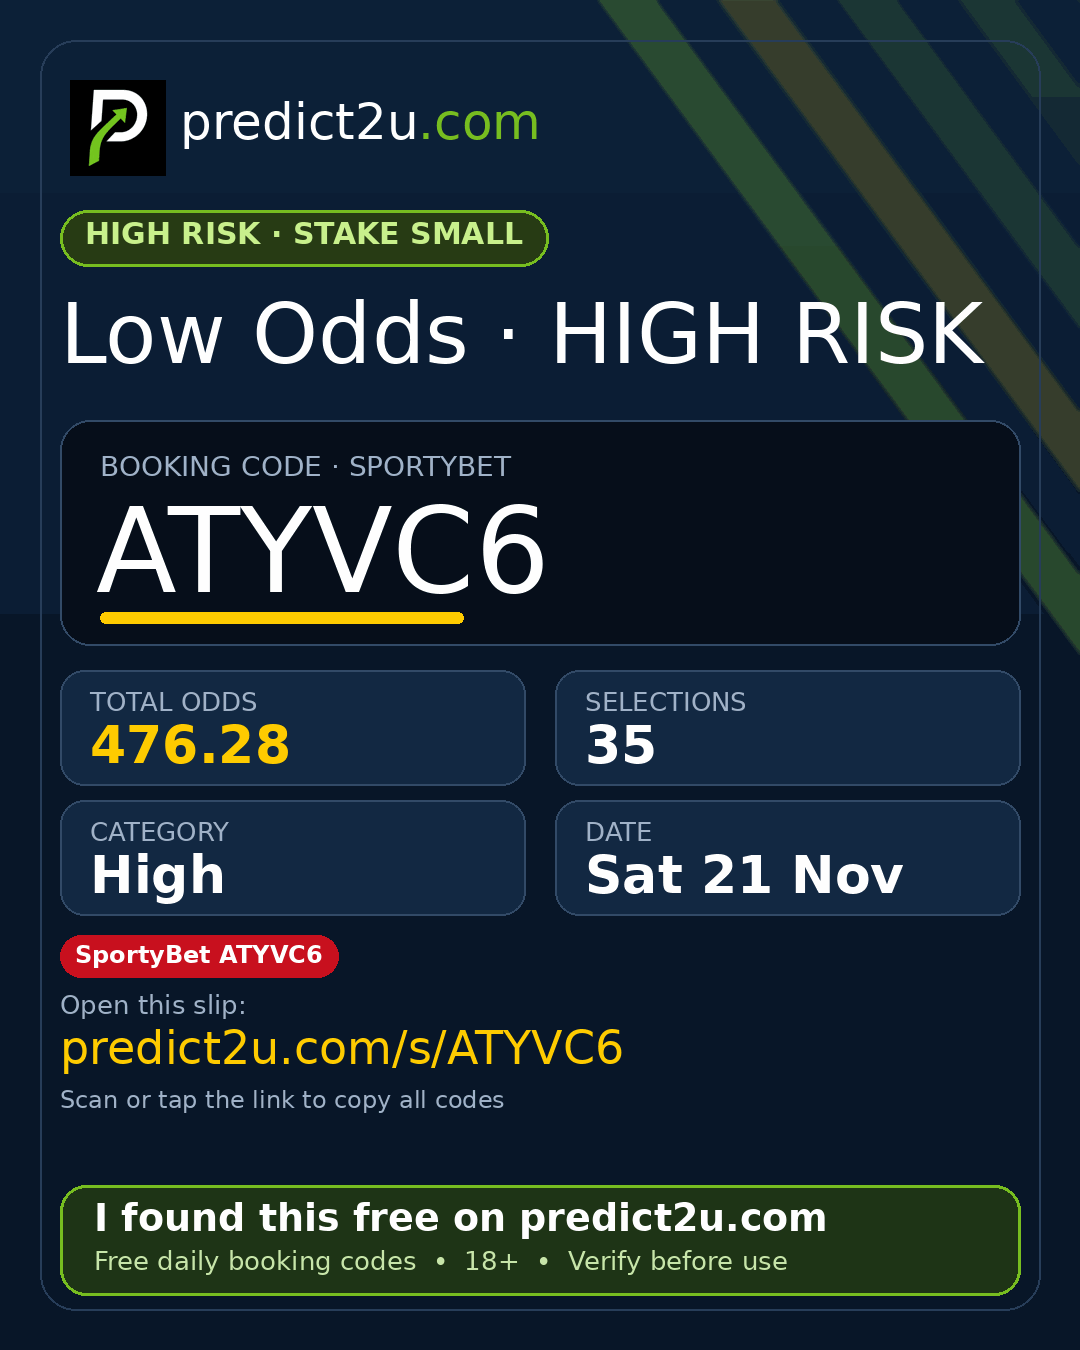 predict2u.com
HIGH RISK · STAKE SMALL
Low Odds · HIGH RISK
BOOKING CODE · SPORTYBET
ATYVC6
TOTAL ODDS
476.28
SELECTIONS
35
CATEGORY
High
DATE
Sat 21 Nov
SportyBet ATYVC6
Open this slip:
predict2u.com/s/ATYVC6
Scan or tap the link to copy all codes
I found this free on predict2u.com
Free daily booking codes • 18+ • Verify before use